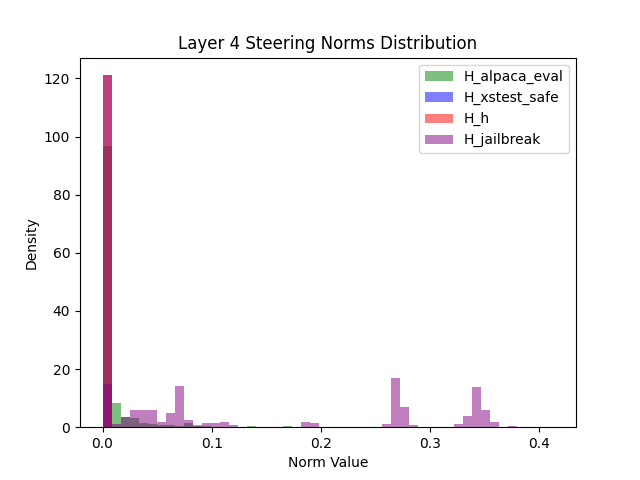 Layer 4 Steering Norms Distribution
H_alpaca_eval
H_xstest_safe
H_h
H_jailbreak
Density
120
100
80
60
40
20
0
0.0 0.1 0.2 0.3 0.4
Norm Value